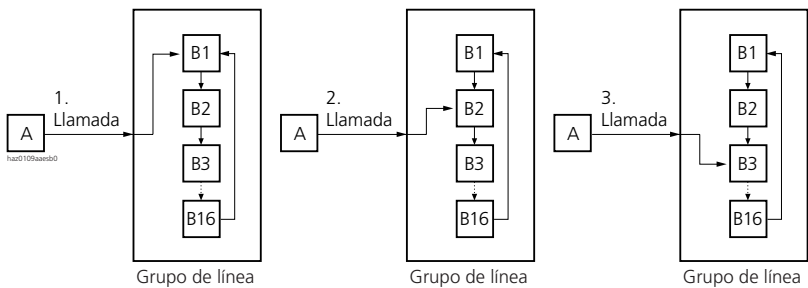 1.
Llamada
A
haz0109aaesb0
B1
B2
B3
B16
Grupo de línea
2.
Llamada
A
B1
B2
B3
B16
Grupo de línea
3.
Llamada
A
B1
B2
B3
B16
Grupo de línea